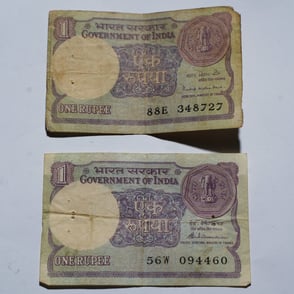 1 भारत सरकार
GOVERNMENT OF INDIA
एक
रुपया
ONE RUPEE
88E 348727
1 भारत सरकार
GOVERNMENT OF INDIA
एक
रुपया
ONE RUPEE
56W 094460